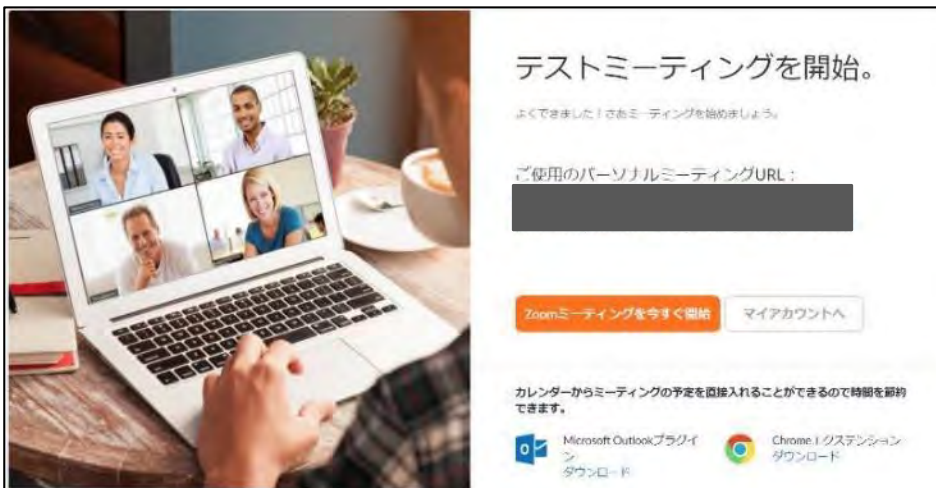 テストミーティングを開始。
よくできました！さあミーティングを始めましょう。
ご使用のパーソナルミーティングURL：
Zoomミーティングを今すぐ開始
マイアカウントへ
カレンダーからミーティングの予定を直接入れることができるので時間を節約
できます。
Microsoft Outlookプラグイ
ン
ダウンロード
Chromeエクステンション
ダウンロード